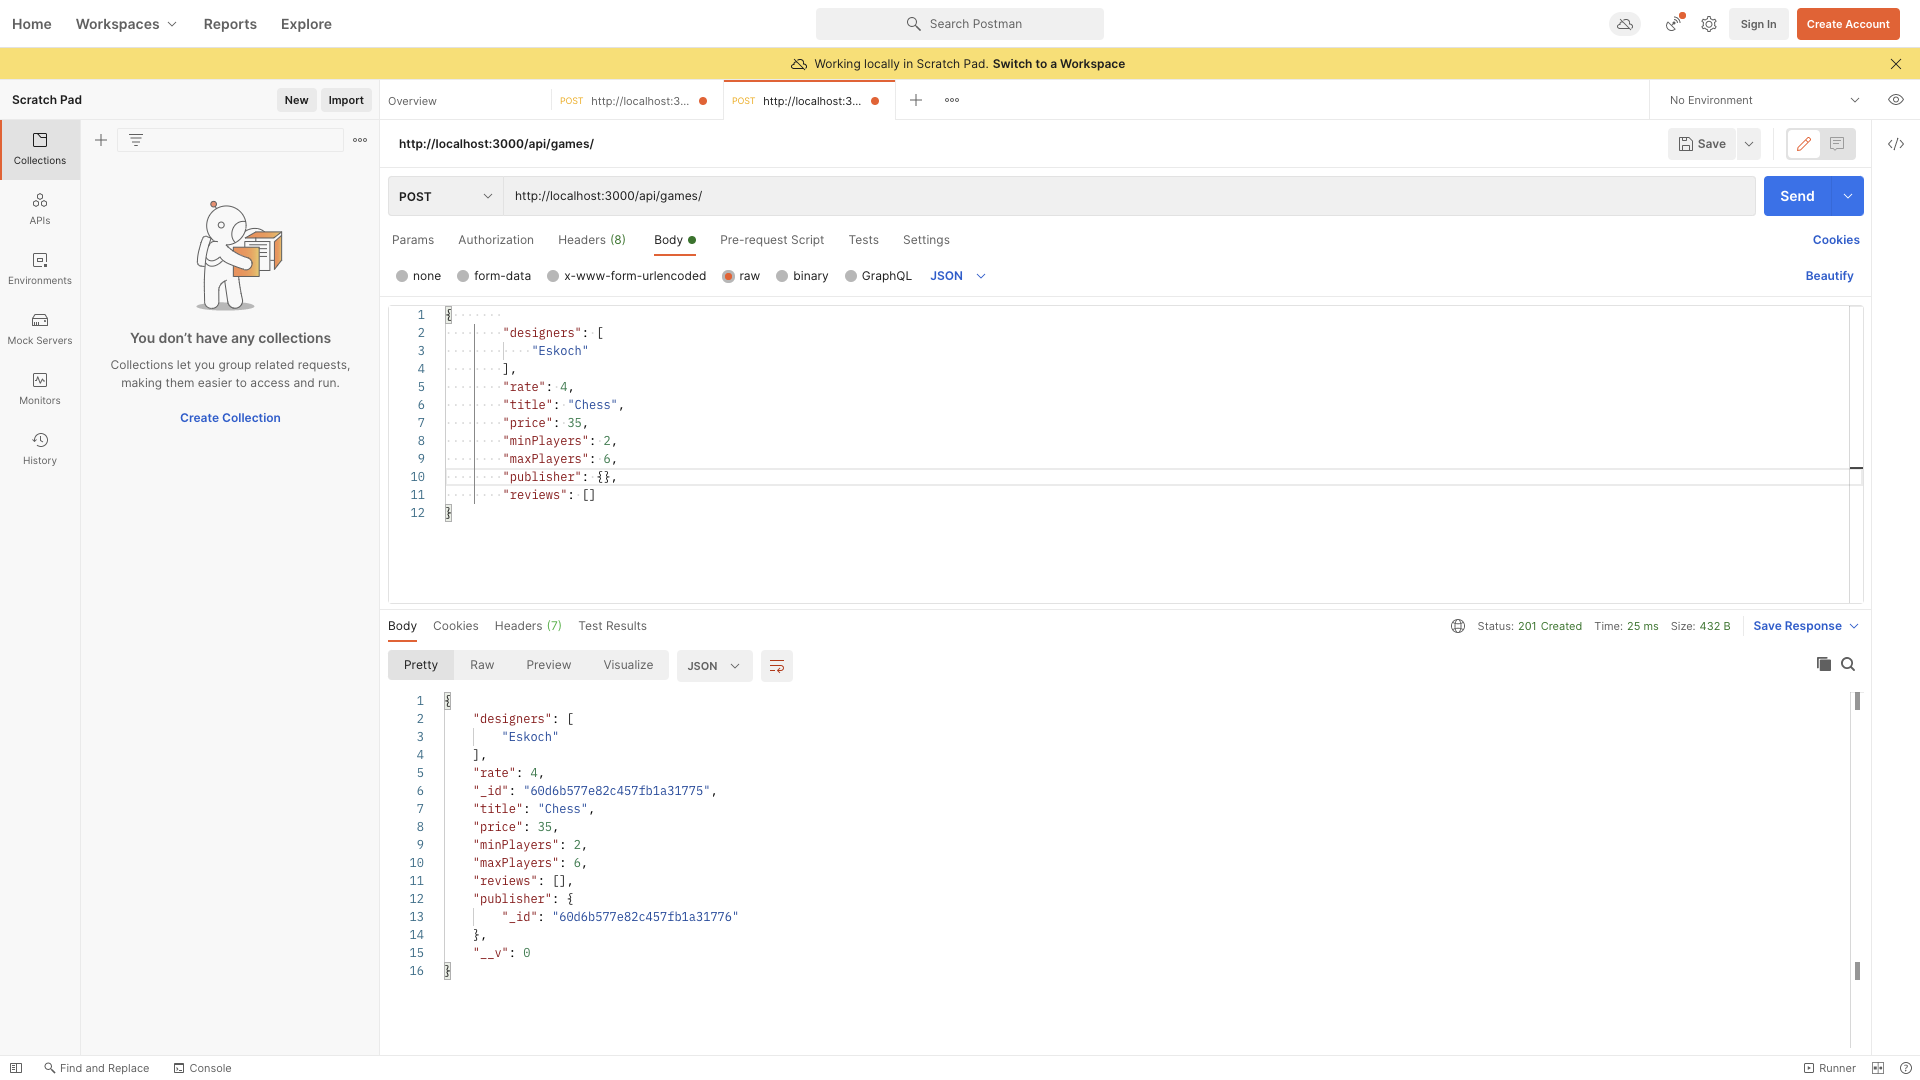 Home Workspaces Reports Explore Search Postman Sign In Create Account
Working locally in Scratch Pad. Switch to a Workspace
Scratch Pad New Import Overview POST http://localhost:3... POST http://localhost:3... No Environment
Collections
APIs
Environments
Mock Servers
Monitors
History
You don’t have any collections
Collections let you group related requests,
making them easier to access and run.
Create Collection
http://localhost:3000/api/games/ Save
POST http://localhost:3000/api/games/ Send
Params Authorization Headers (8) Body Pre-request Script Tests Settings Cookies
none form-data x-www-form-urlencoded raw binary GraphQL JSON Beautify
1 {
2 "designers": [
3 "Eskoch"
4 ],
5 "rate": 4,
6 "title": "Chess",
7 "price": 35,
8 "minPlayers": 2,
9 "maxPlayers": 6,
10 "publisher": {},
11 "reviews": []
12 }
Body Cookies Headers (7) Test Results Status: 201 Created Time: 25 ms Size: 432 B Save Response
Pretty Raw Preview Visualize JSON
1 {
2 "designers": [
3 "Eskoch"
4 ],
5 "rate": 4,
6 "_id": "60d6b577e82c457fb1a31775",
7 "title": "Chess",
8 "price": 35,
9 "minPlayers": 2,
10 "maxPlayers": 6,
11 "reviews": [],
12 "publisher": {
13 "_id": "60d6b577e82c457fb1a31776"
14 },
15 "__v": 0
16 }
Find and Replace Console Runner